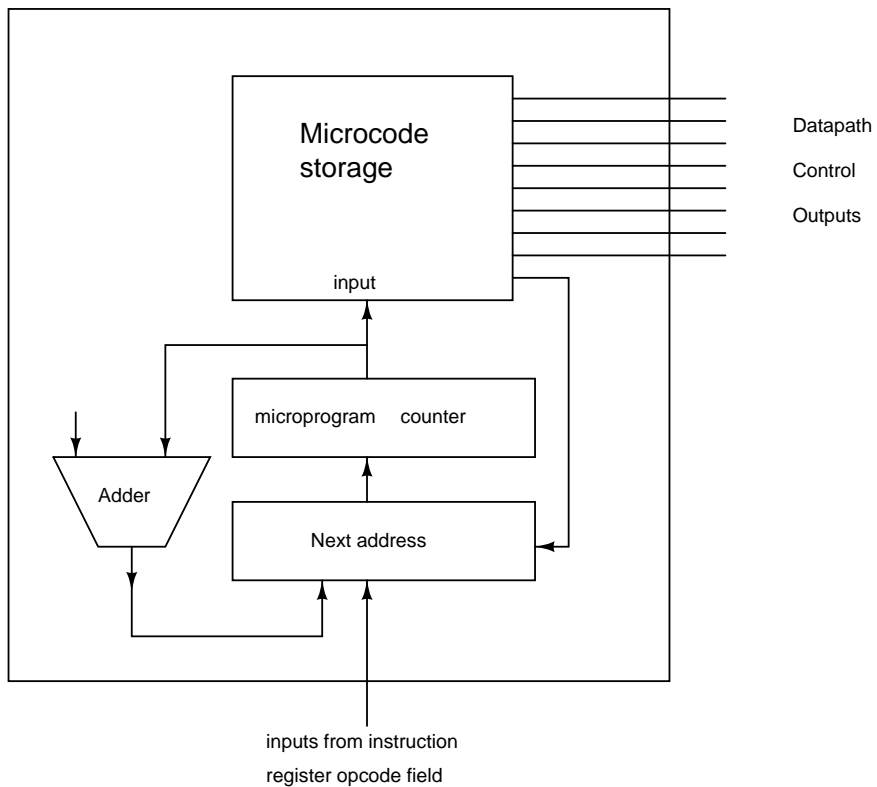 Microcode
storage
Datapath
Control
Outputs
input
microprogram counter
Adder
Next address
inputs from instruction
register opcode field